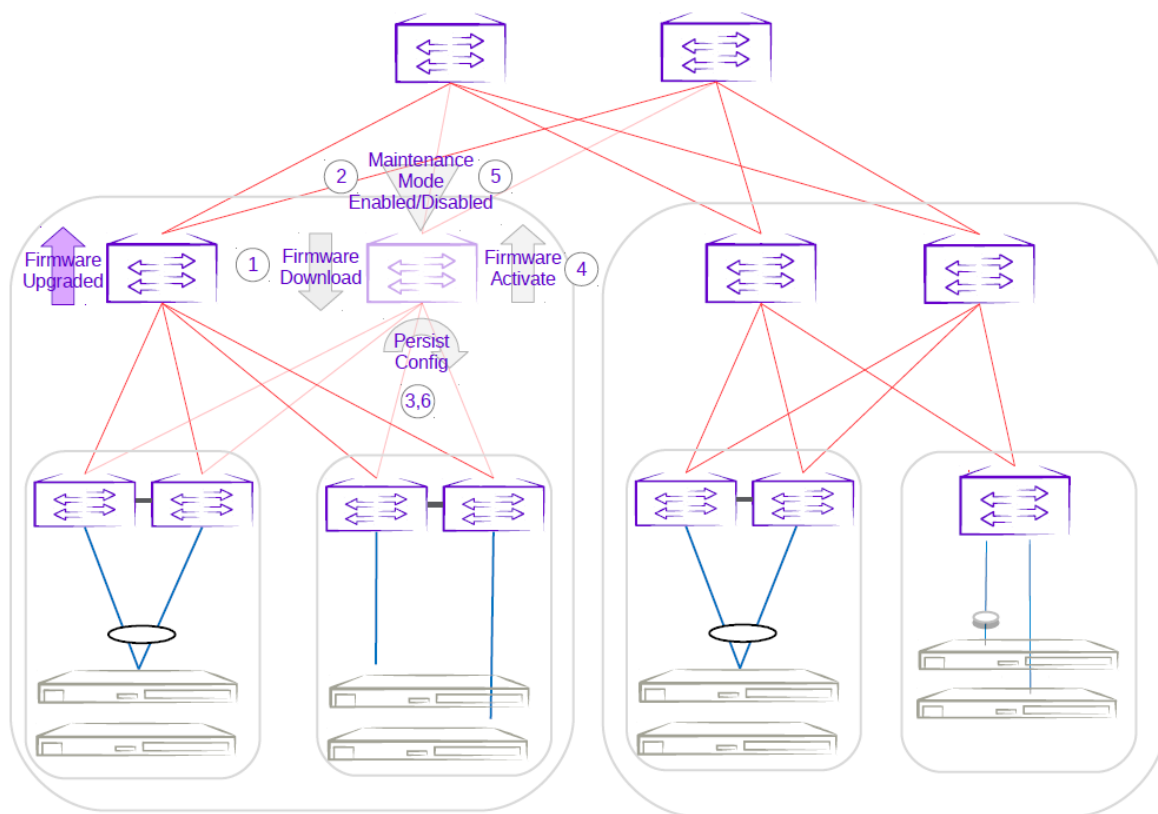 2
Maintenance
Mode
Enabled/Disabled
5
Firmware
Upgraded
1
Firmware
Download
Firmware
Activate
4
Persist
Config
3,6